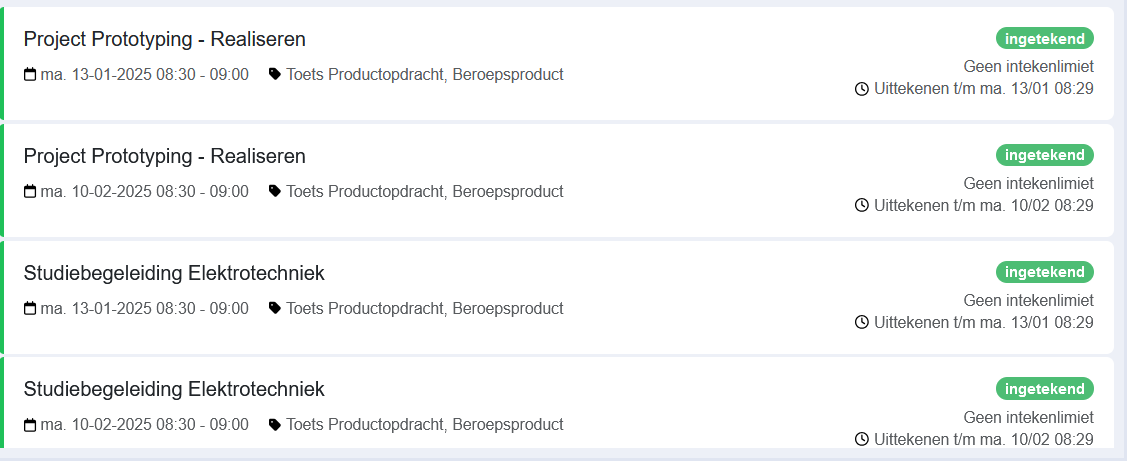 Project Prototyping - Realiseren
ingetekend
ma. 13-01-2025 08:30 - 09:00 Toets Productopdracht, Beroepsproduct
Geen intekenlimiet
Uittekenen t/m ma. 13/01 08:29
Project Prototyping - Realiseren
ingetekend
ma. 10-02-2025 08:30 - 09:00 Toets Productopdracht, Beroepsproduct
Geen intekenlimiet
Uittekenen t/m ma. 10/02 08:29
Studiebegeleiding Elektrotechniek
ingetekend
ma. 13-01-2025 08:30 - 09:00 Toets Productopdracht, Beroepsproduct
Geen intekenlimiet
Uittekenen t/m ma. 13/01 08:29
Studiebegeleiding Elektrotechniek
ingetekend
ma. 10-02-2025 08:30 - 09:00 Toets Productopdracht, Beroepsproduct
Geen intekenlimiet
Uittekenen t/m ma. 10/02 08:29